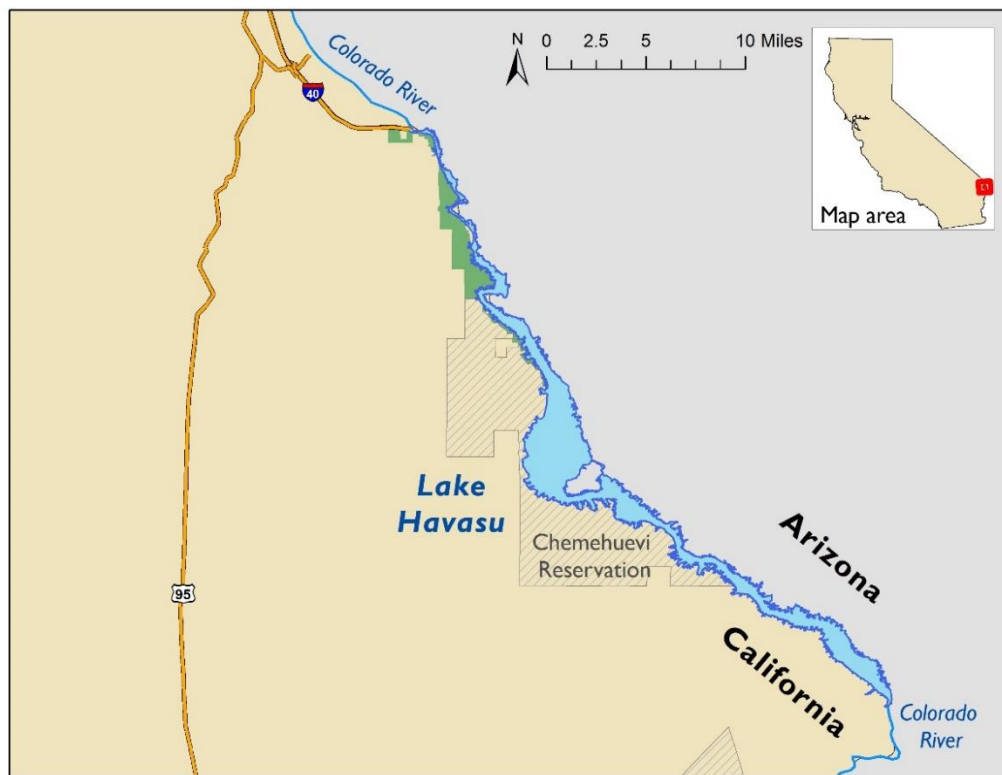 Colorado River
N
0 2.5 5 10 Miles
40
Map area
Lake
Havasu
Chemehuevi
Reservation
Arizona
California
95
Colorado
River